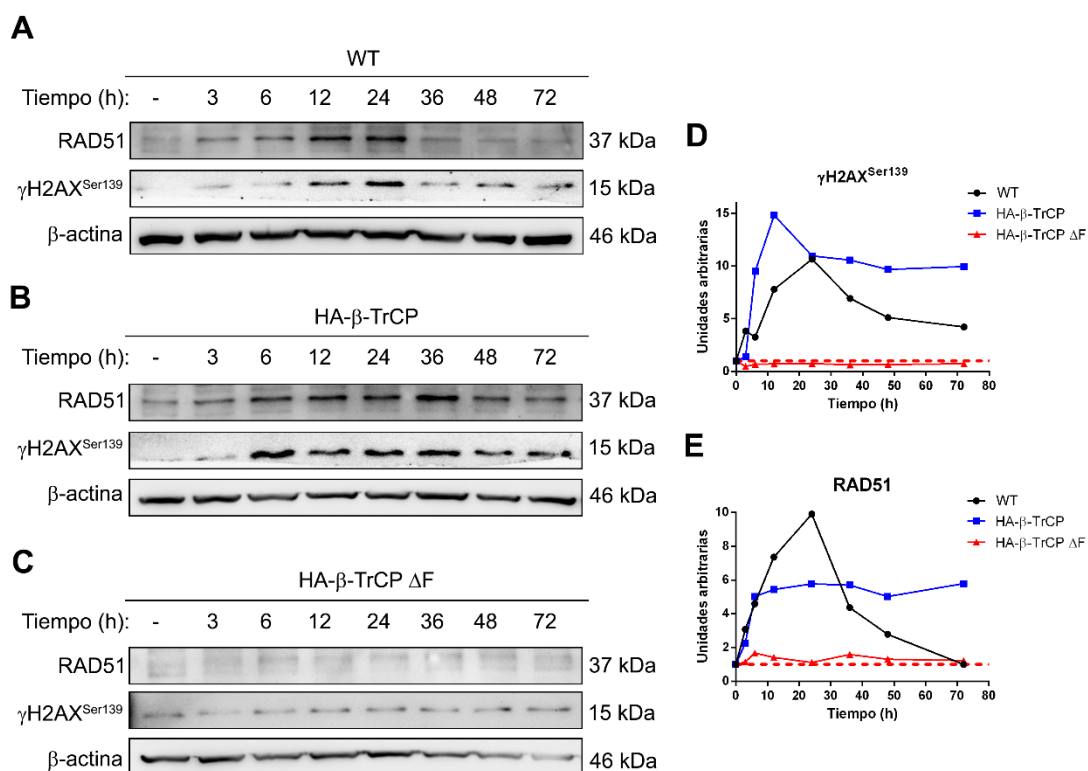 A
WT
Tiempo (h): - 3 6 12 24 36 48 72
RAD51 37 kDa
γH2AXSer139 15 kDa
β-actina 46 kDa
B
HA-β-TrCP
Tiempo (h): - 3 6 12 24 36 48 72
RAD51 37 kDa
γH2AXSer139 15 kDa
β-actina 46 kDa
C
HA-β-TrCP ΔF
Tiempo (h): - 3 6 12 24 36 48 72
RAD51 37 kDa
γH2AXSer139 15 kDa
β-actina 46 kDa
D
γH2AXSer139
WT
HA-β-TrCP
HA-β-TrCP ΔF
Unidades arbitrarias
15
10
5
0
0 10 20 30 40 50 60 70 80
Tiempo (h)
E
RAD51
WT
HA-β-TrCP
HA-β-TrCP ΔF
Unidades arbitrarias
10
8
6
4
2
0
0 10 20 30 40 50 60 70 80
Tiempo (h)